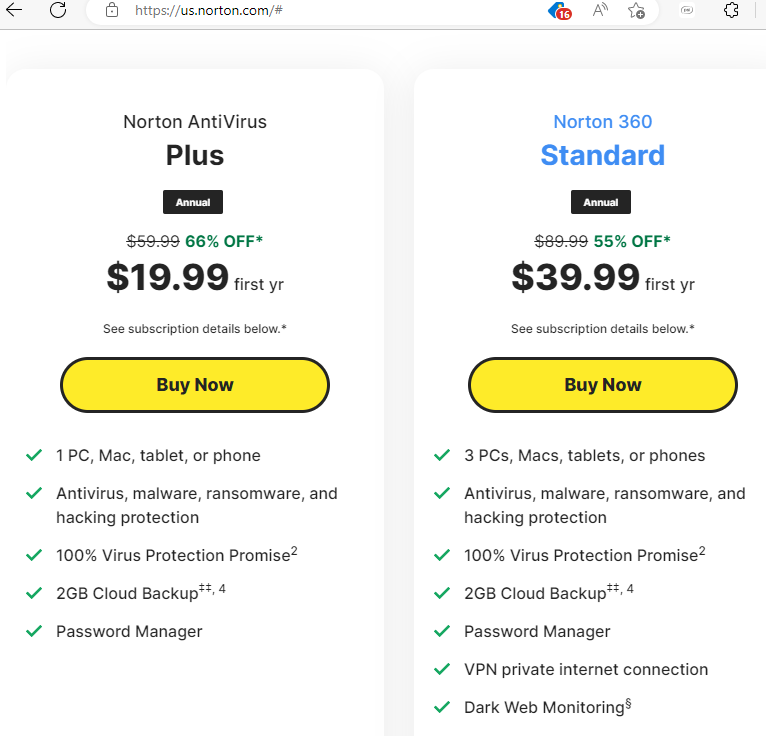 https://us.norton.com/#
16
Norton AntiVirus
Plus
Annual
$59.99 66% OFF*
$19.99 first yr
See subscription details below.*
Buy Now
1 PC, Mac, tablet, or phone
Antivirus, malware, ransomware, and
hacking protection
100% Virus Protection Promise2
2GB Cloud Backup‡‡, 4
Password Manager
Norton 360
Standard
Annual
$89.99 55% OFF*
$39.99 first yr
See subscription details below.*
Buy Now
3 PCs, Macs, tablets, or phones
Antivirus, malware, ransomware, and
hacking protection
100% Virus Protection Promise2
2GB Cloud Backup‡‡, 4
Password Manager
VPN private internet connection
Dark Web Monitoring§